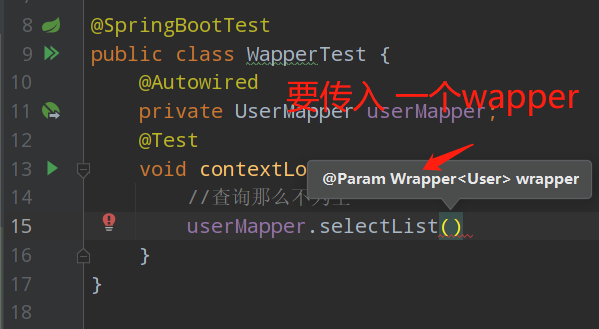 8 @SpringBootTest
9 public class WapperTest {
10 @Autowired
要传入 一个wapper
11 private UserMapper userMapper;
12 @Test
13 void contextLo
@Param Wrapper<User> wrapper
14 //查询那么不为空
15 userMapper.selectList()
16 }
17 }
18